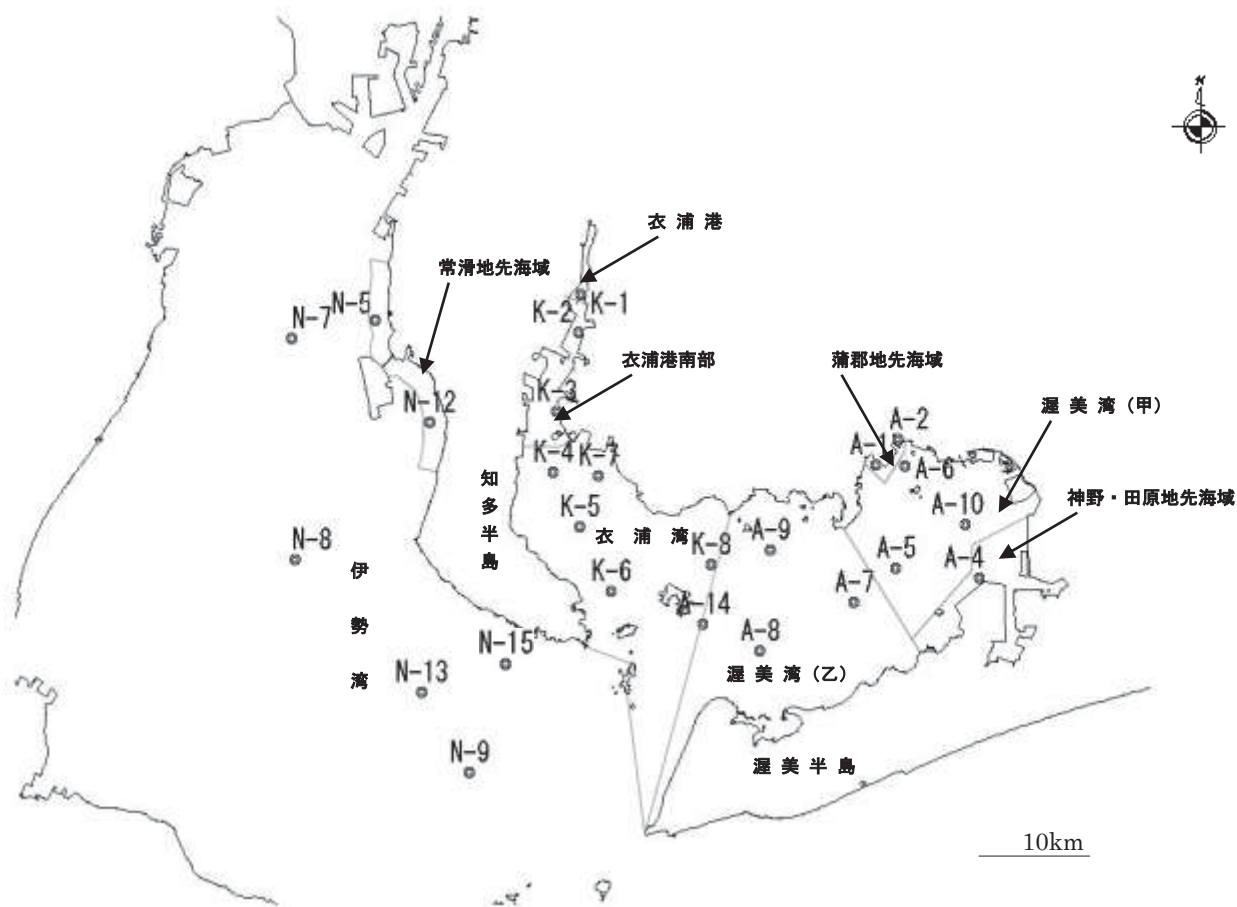 N
衣 浦 港
常滑地先海域
K-1
N-5
K-2
N-7
衣浦港南部
蒲郡地先海域
K-3
N-12
渥 美 湾（甲）
A-2
A-1
K-4
K-7
A-6
知多半島
神野・田原地先海域
A-10
K-5
衣 浦 湾
A-9
N-8
K-8
A-5
A-4
伊勢湾
K-6
A-7
A-14
A-8
N-15
渥 美 湾（乙）
N-13
N-9
渥 美 半 島
10km